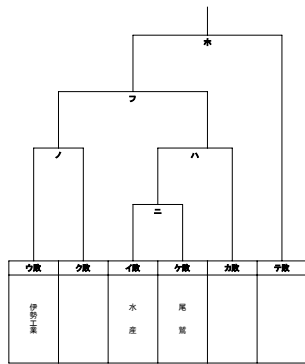 ホ
フ
ノ ハ
ニ
ウ敗 ク敗 イ敗 ケ敗 カ敗 テ敗
伊勢工業 水産 尾鷲